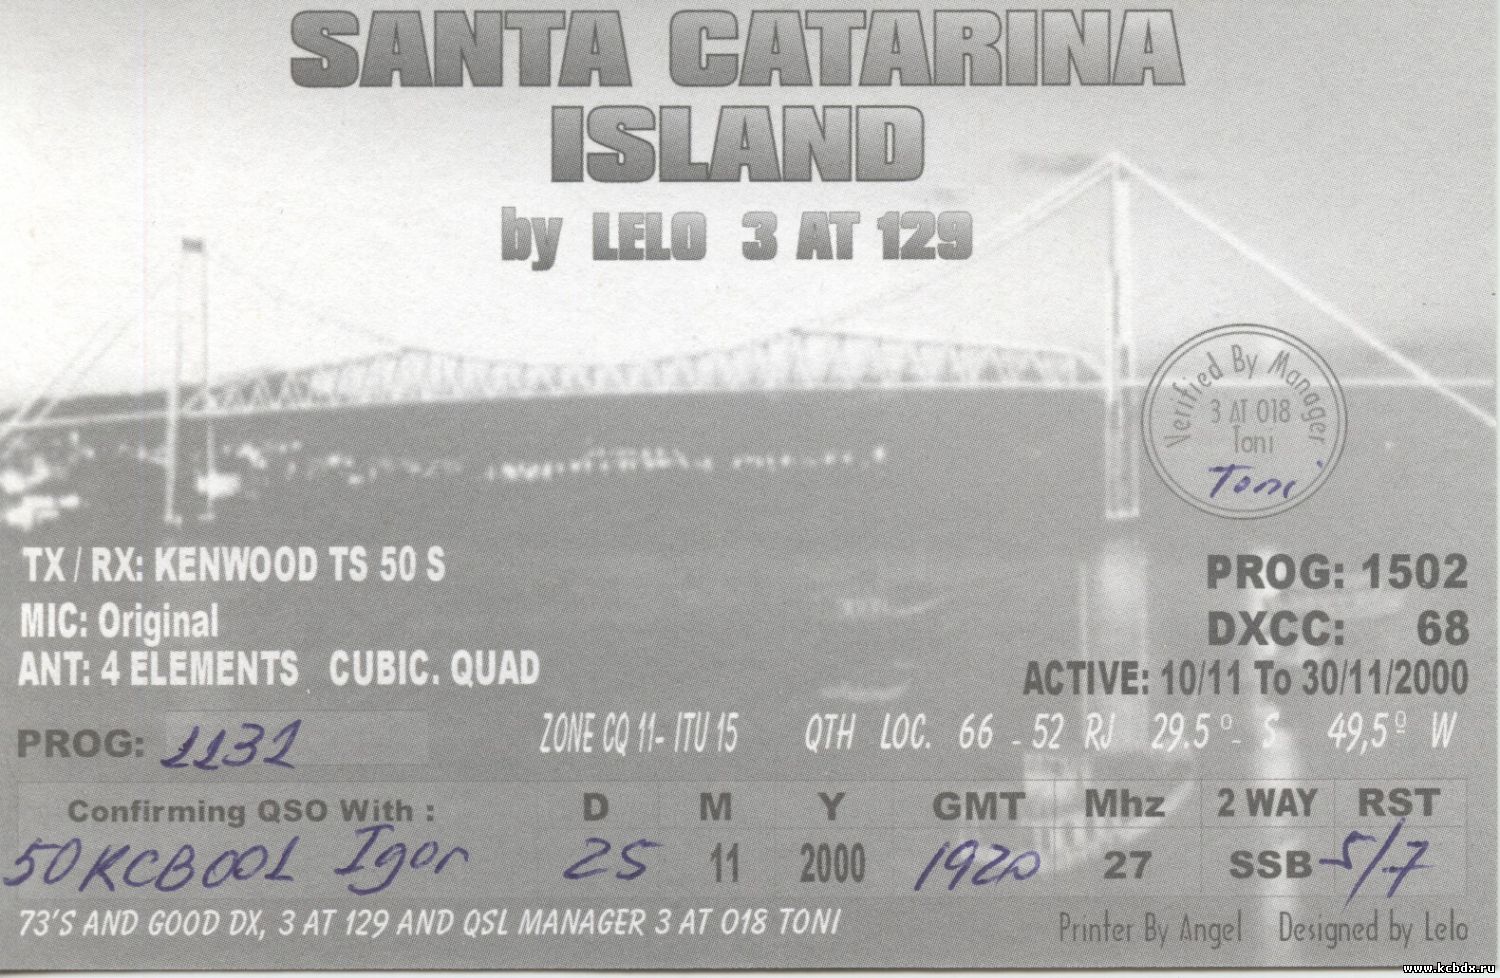 SANTA CATARINA
ISLAND
by LELO 3 AT 129
Verified By Manager
3 AT 018
Toni
Toni
TX / RX: KENWOOD TS 50 S
MIC: Original
ANT: 4 ELEMENTS CUBIC. QUAD
PROG: 1502
DXCC: 68
ACTIVE: 10/11 To 30/11/2000
PROG: 1131
ZONE CQ 11- ITU 15 QTH LOC. 66 - 52 RJ 29.5º- S 49,5º W
Confirming QSO With : D M Y GMT Mhz 2 WAY RST
50KCB001 Igor 25 11 2000 1920 27 SSB 5/7
73'S AND GOOD DX, 3 AT 129 AND QSL MANAGER 3 AT 018 TONI
Printer By Angel Designed by Lelo
www.kcbdx.ru